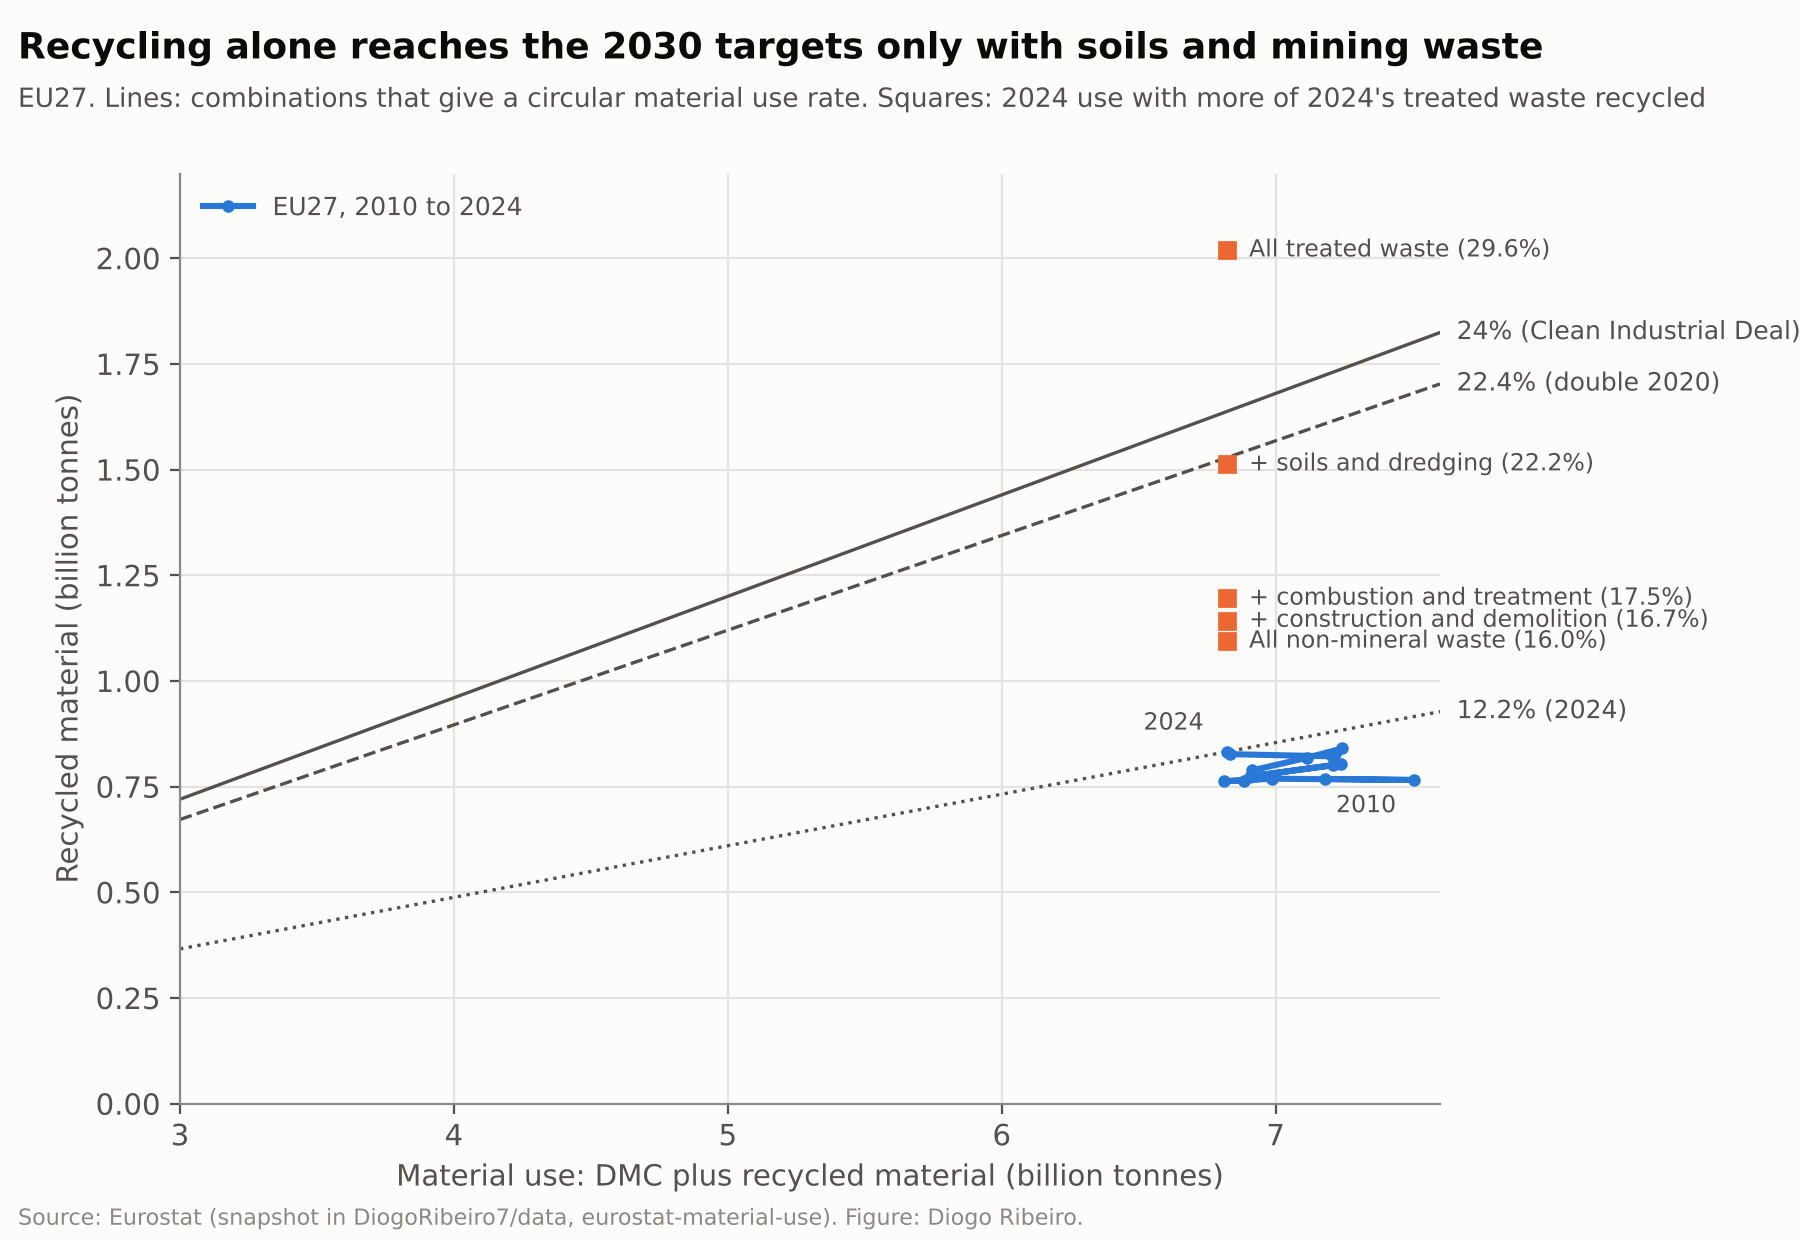 Recycling alone reaches the 2030 targets only with soils and mining waste
EU27. Lines: combinations that give a circular material use rate. Squares: 2024 use with more of 2024's treated waste recycled
EU27, 2010 to 2024
All treated waste (29.6%)
24% (Clean Industrial Deal)
22.4% (double 2020)
+ soils and dredging (22.2%)
+ combustion and treatment (17.5%)
+ construction and demolition (16.7%)
All non-mineral waste (16.0%)
12.2% (2024)
2024
2010
Recycled material (billion tonnes)
2.00
1.75
1.50
1.25
1.00
0.75
0.50
0.25
0.00
3
4
5
6
7
Material use: DMC plus recycled material (billion tonnes)
Source: Eurostat (snapshot in DiogoRibeiro7/data, eurostat-material-use). Figure: Diogo Ribeiro.